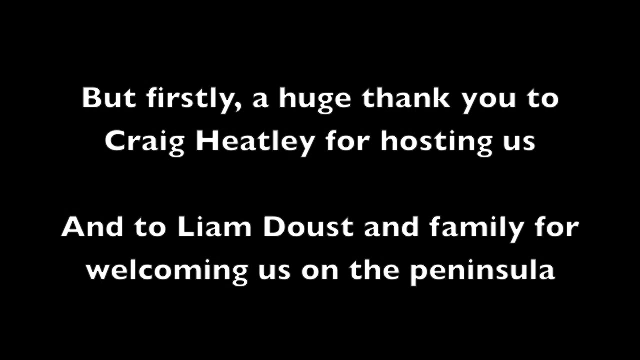 But firstly, a huge thank you to
Craig Heatley for hosting us
And to Liam Doust and family for
welcoming us on the peninsula